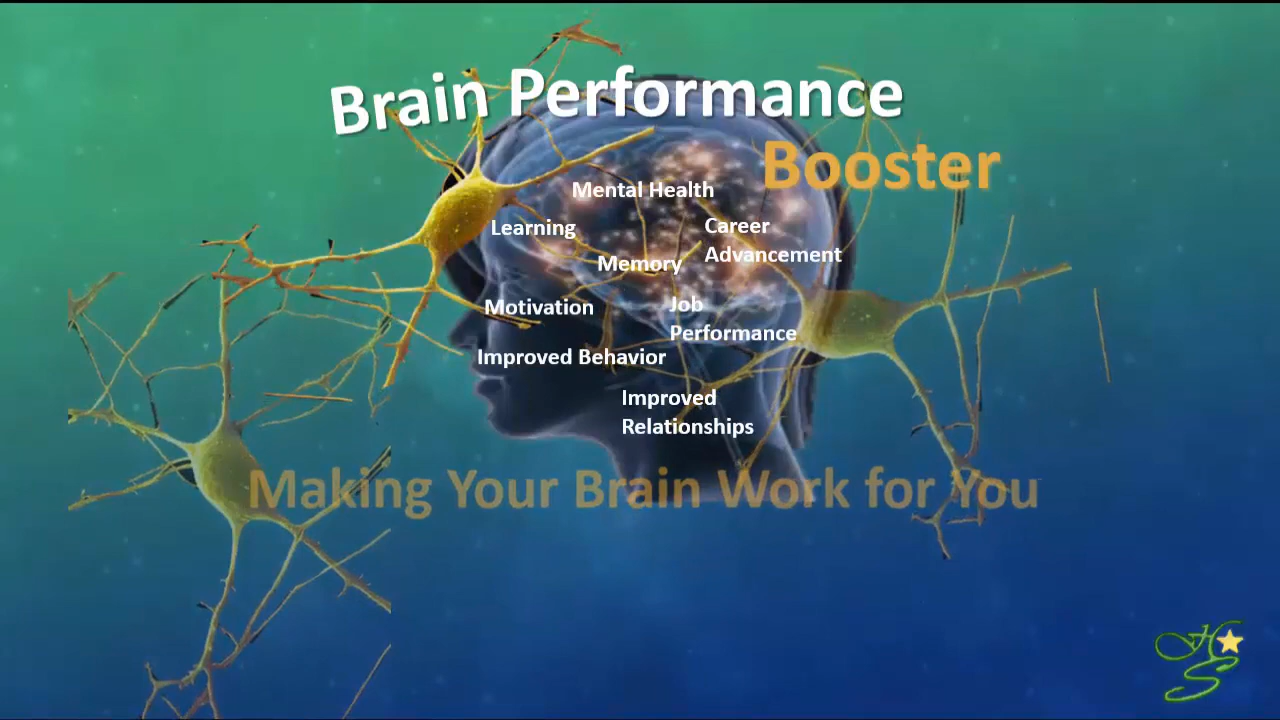 Brain Performance
Booster
Mental Health
Learning
Career
Advancement
Memory
Motivation
Job
Performance
Improved Behavior
Improved
Relationships
Making Your Brain Work for You
HS